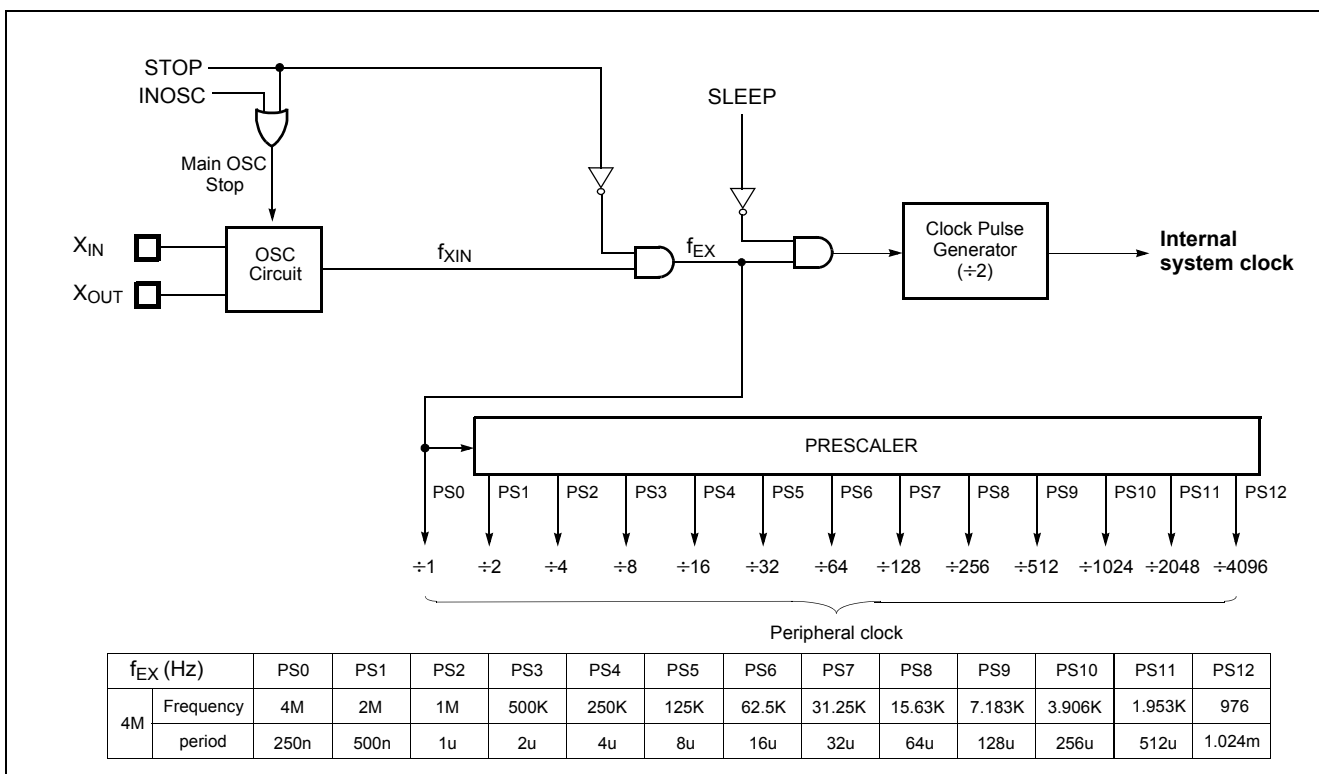 STOP
INOSC
SLEEP
Main OSC
Stop
XIN
XOUT
OSC
Circuit
fXIN
fEX
Clock Pulse
Generator
(÷2)
Internal
system clock
PRESCALER
PS0 PS1 PS2 PS3 PS4 PS5 PS6 PS7 PS8 PS9 PS10 PS11 PS12
÷1 ÷2 ÷4 ÷8 ÷16 ÷32 ÷64 ÷128 ÷256 ÷512 ÷1024 ÷2048 ÷4096
Peripheral clock
fEX (Hz) PS0 PS1 PS2 PS3 PS4 PS5 PS6 PS7 PS8 PS9 PS10 PS11 PS12
4M Frequency 4M 2M 1M 500K 250K 125K 62.5K 31.25K 15.63K 7.183K 3.906K 1.953K 976
period 250n 500n 1u 2u 4u 8u 16u 32u 64u 128u 256u 512u 1.024m